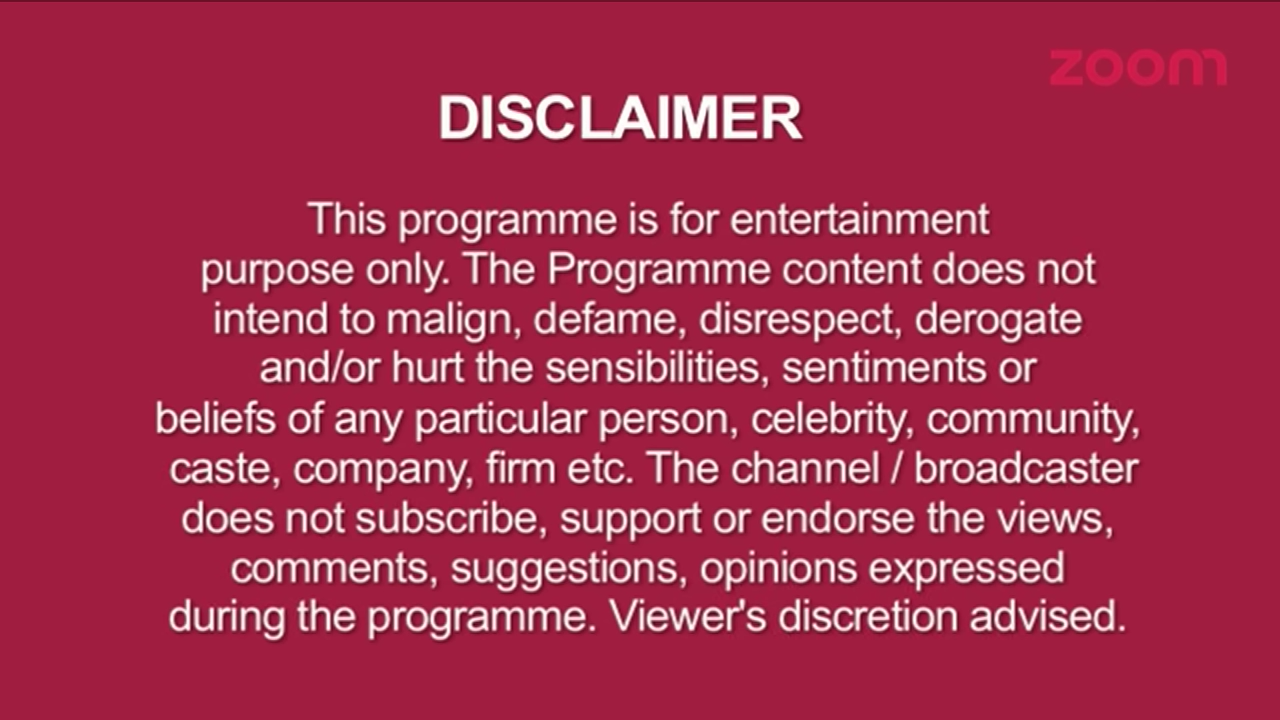 zoom
DISCLAIMER
This programme is for entertainment
purpose only. The Programme content does not
intend to malign, defame, disrespect, derogate
and/or hurt the sensibilities, sentiments or
beliefs of any particular person, celebrity, community,
caste, company, firm etc. The channel / broadcaster
does not subscribe, support or endorse the views,
comments, suggestions, opinions expressed
during the programme. Viewer's discretion advised.